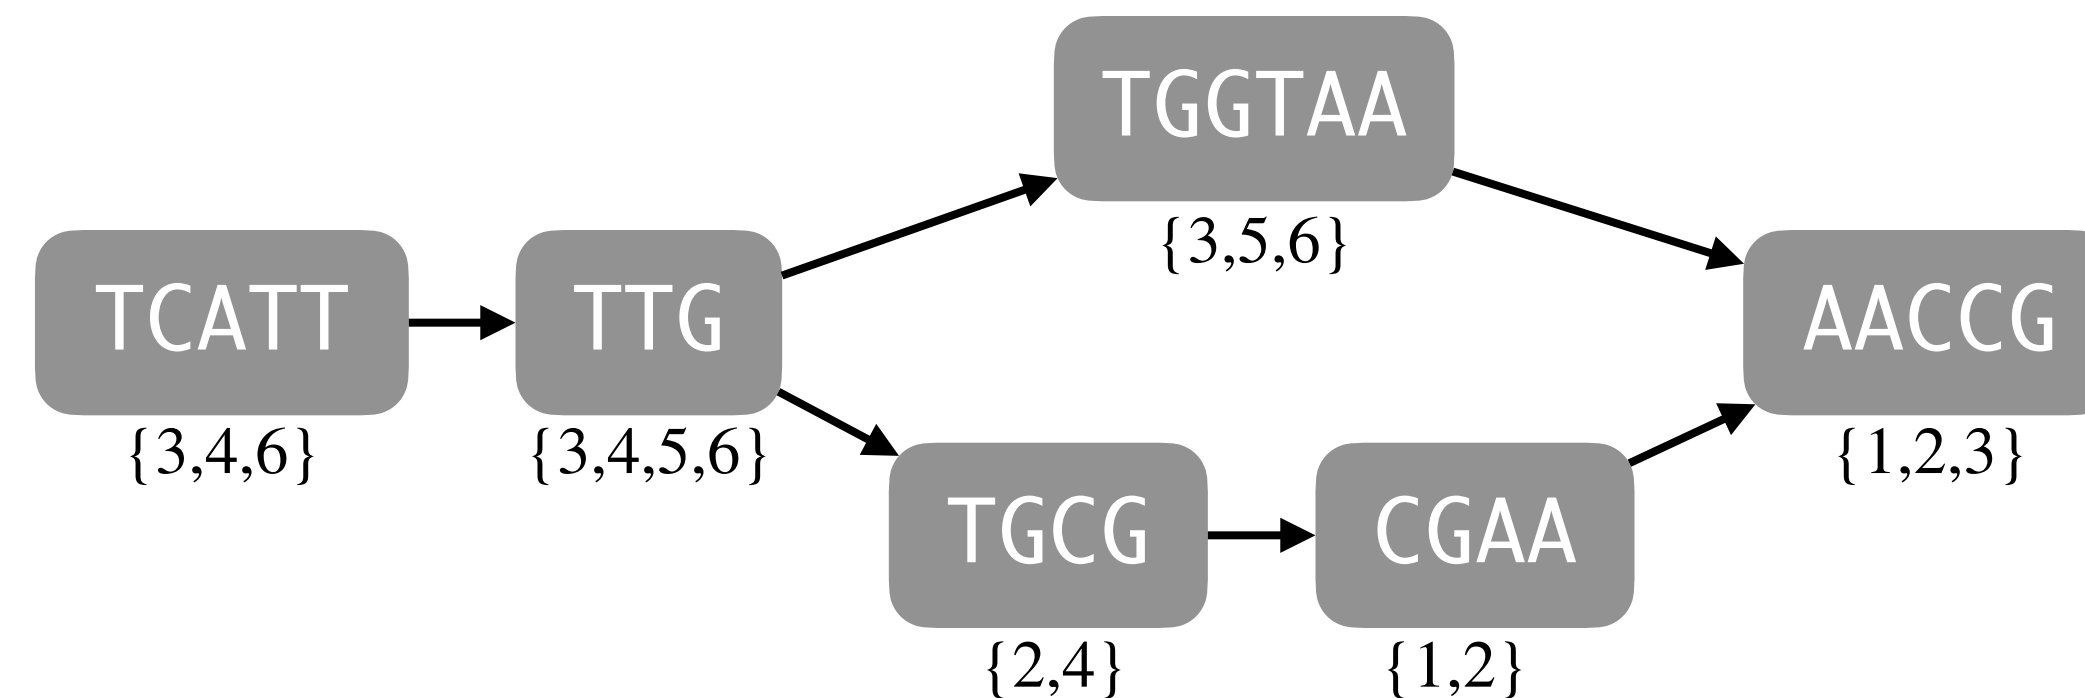 TGGTAA
{3,5,6}
TCATT
{3,4,6}
TTG
{3,4,5,6}
AACCG
{1,2,3}
TGCG
{2,4}
CGAA
{1,2}